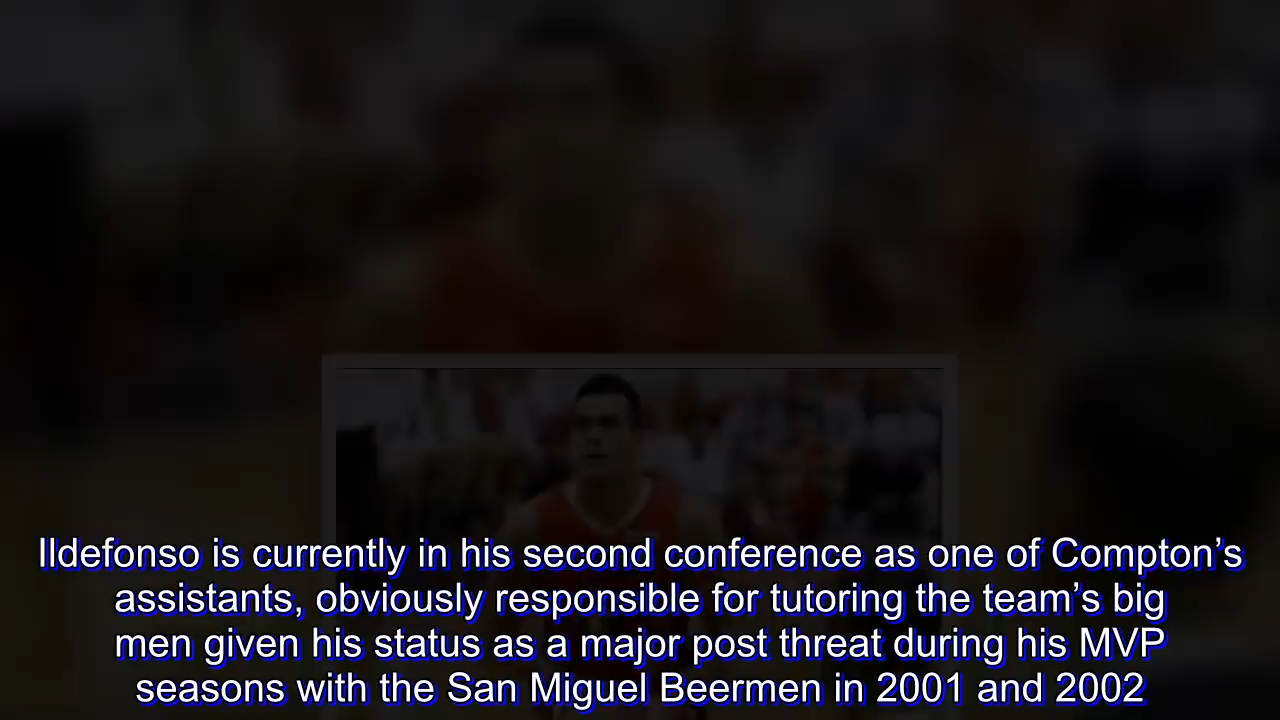 Ildefonso is currently in his second conference as one of Compton’s
assistants, obviously responsible for tutoring the team’s big
men given his status as a major post threat during his MVP
seasons with the San Miguel Beermen in 2001 and 2002